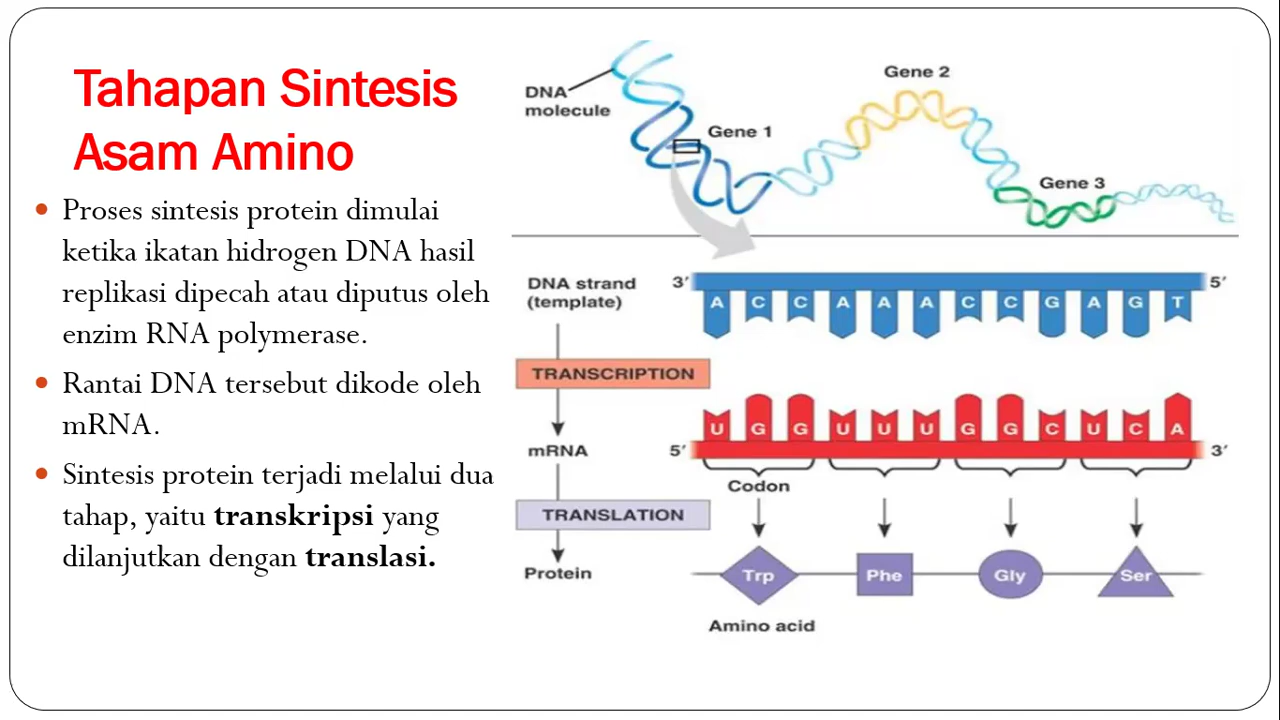 Tahapan Sintesis
Asam Amino
• Proses sintesis protein dimulai
ketika ikatan hidrogen DNA hasil
replikasi dipecah atau diputus oleh
enzim RNA polymerase.
• Rantai DNA tersebut dikode oleh
mRNA.
• Sintesis protein terjadi melalui dua
tahap, yaitu transkripsi yang
dilanjutkan dengan translasi.
DNA
molecule
Gene 1
Gene 2
Gene 3
DNA strand
(template)
3′ 5′
A C C A A A C C G A G T
TRANSCRIPTION
U G G U U U G G C U C A
mRNA
5′ 3′
Codon
TRANSLATION
Protein
Trp Phe Gly Ser
Amino acid